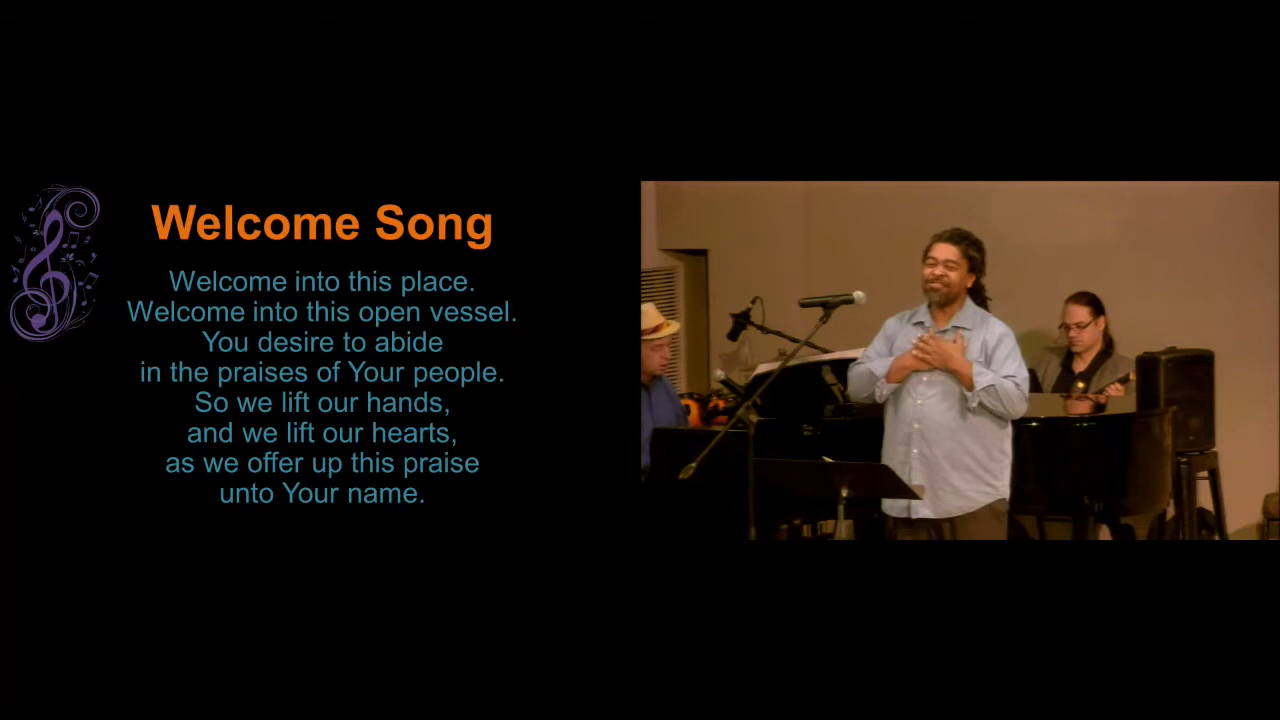 Welcome Song
Welcome into this place.
Welcome into this open vessel.
You desire to abide
in the praises of Your people.
So we lift our hands,
and we lift our hearts,
as we offer up this praise
unto Your name.